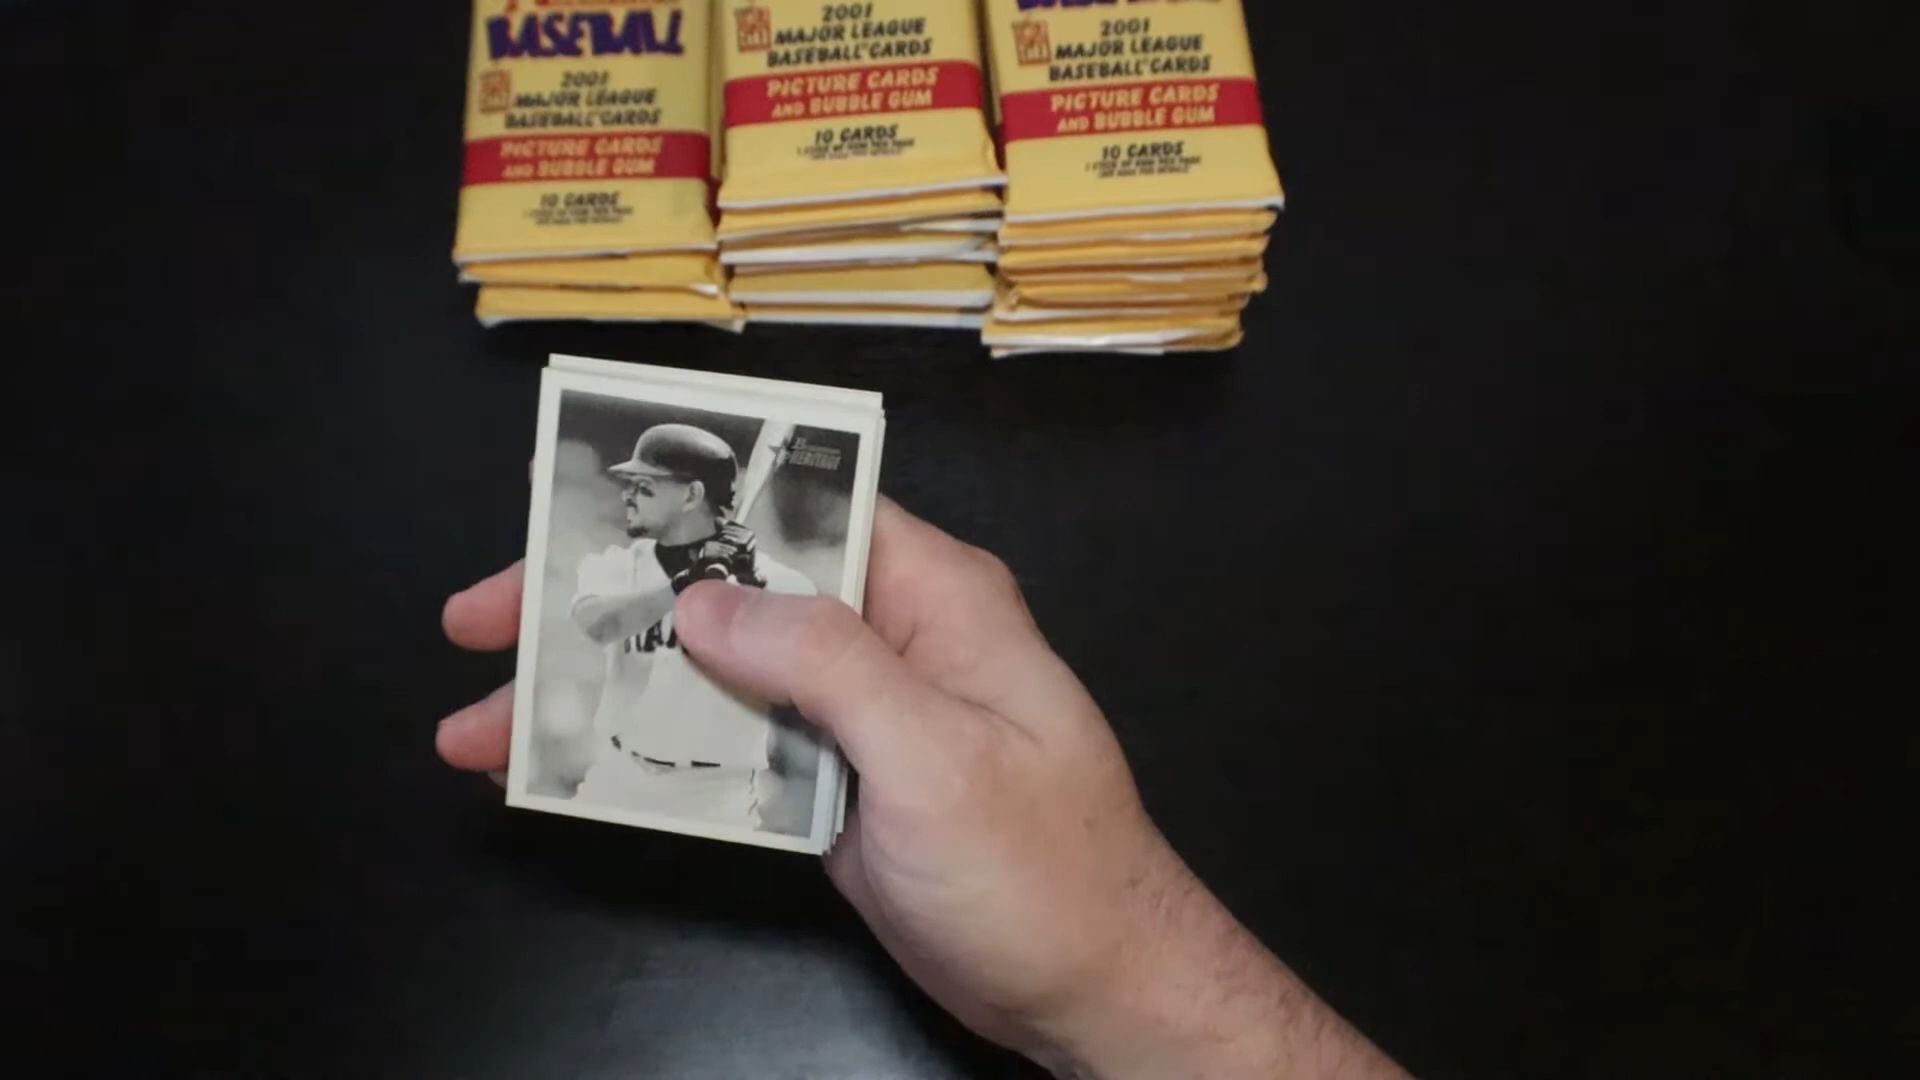 BASEBALL
2001
MAJOR LEAGUE
BASEBALL CARDS
PICTURE CARDS
AND BUBBLE GUM
10 CARDS
2001
MAJOR LEAGUE
BASEBALL CARDS
PICTURE CARDS
AND BUBBLE GUM
10 CARDS
2001
MAJOR LEAGUE
BASEBALL CARDS
PICTURE CARDS
AND BUBBLE GUM
10 CARDS
Bowman
HERITAGE